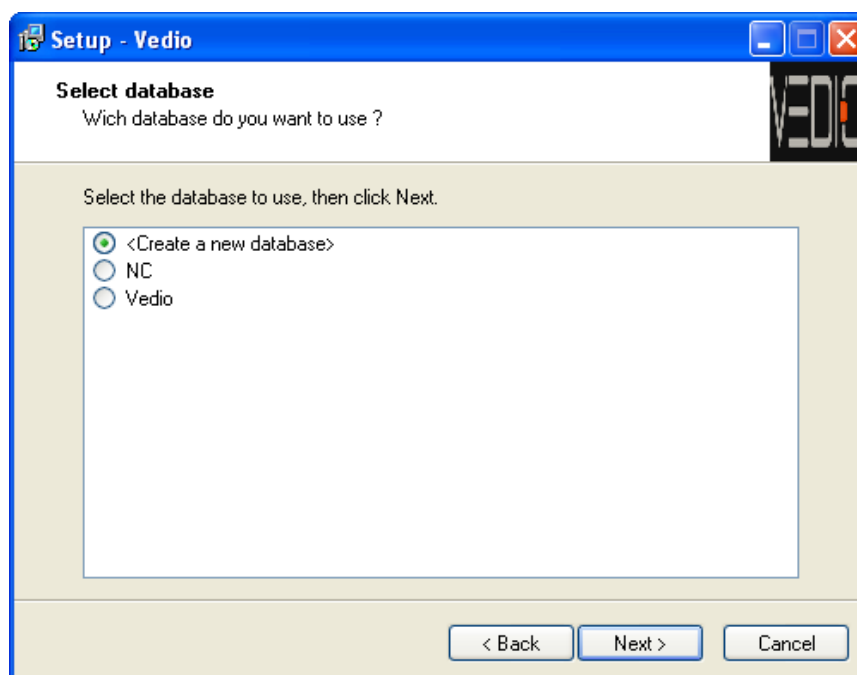 Setup - Vedio
Select database
Wich database do you want to use ?
VEDIO
Select the database to use, then click Next.
<Create a new database>
NC
Vedio
< Back
Next >
Cancel